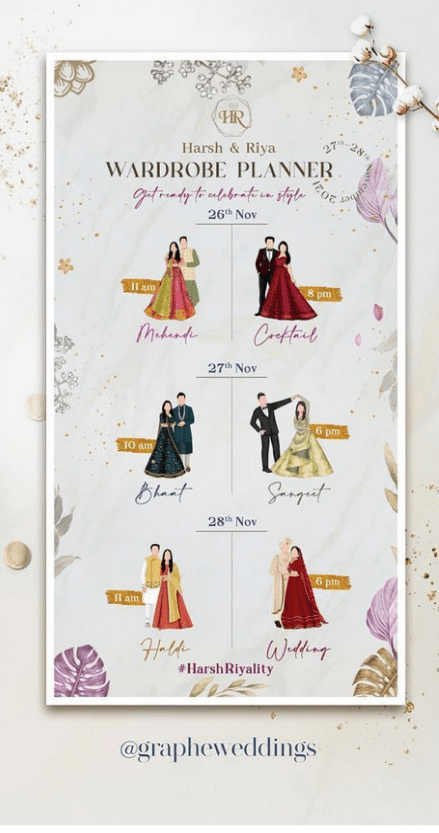 HR
Harsh & Riya
WARDROBE PLANNER
27th-28th November 2021
Get ready to celebrate in style
26th Nov
11 am
8 pm
Mehendi
Cocktail
27th Nov
10 am
6 pm
Bhaat
Sangeet
28th Nov
11 am
6 pm
Haldi
Wedding
#HarshRiyality
@grapheweddings